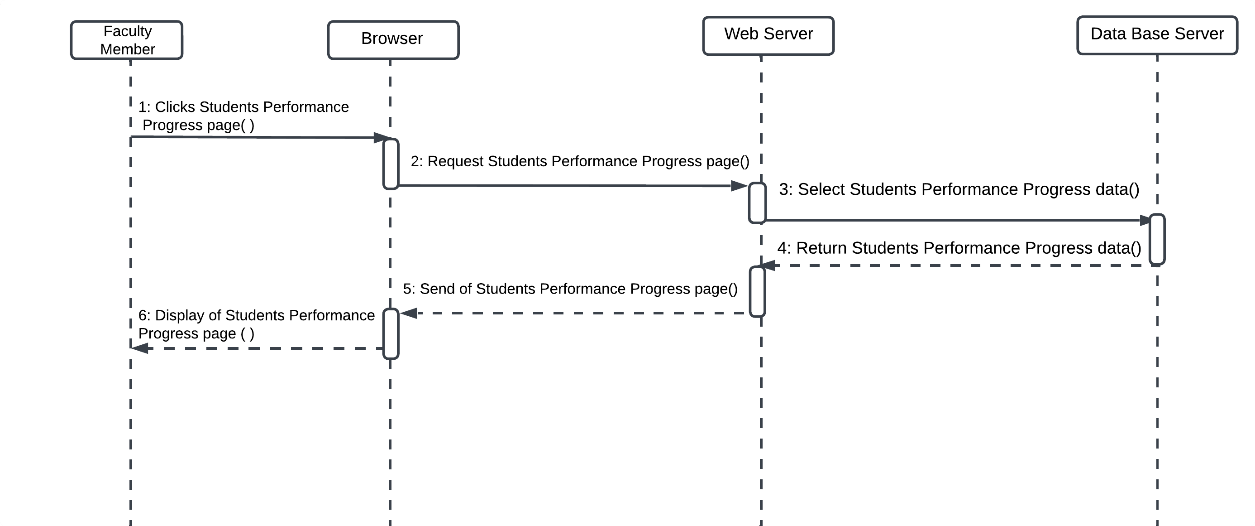 Faculty
Member
Browser
Web Server
Data Base Server
1: Clicks Students Performance
Progress page( )
2: Request Students Performance Progress page()
3: Select Students Performance Progress data()
4: Return Students Performance Progress data()
5: Send of Students Performance Progress page()
6: Display of Students Performance
Progress page ( )